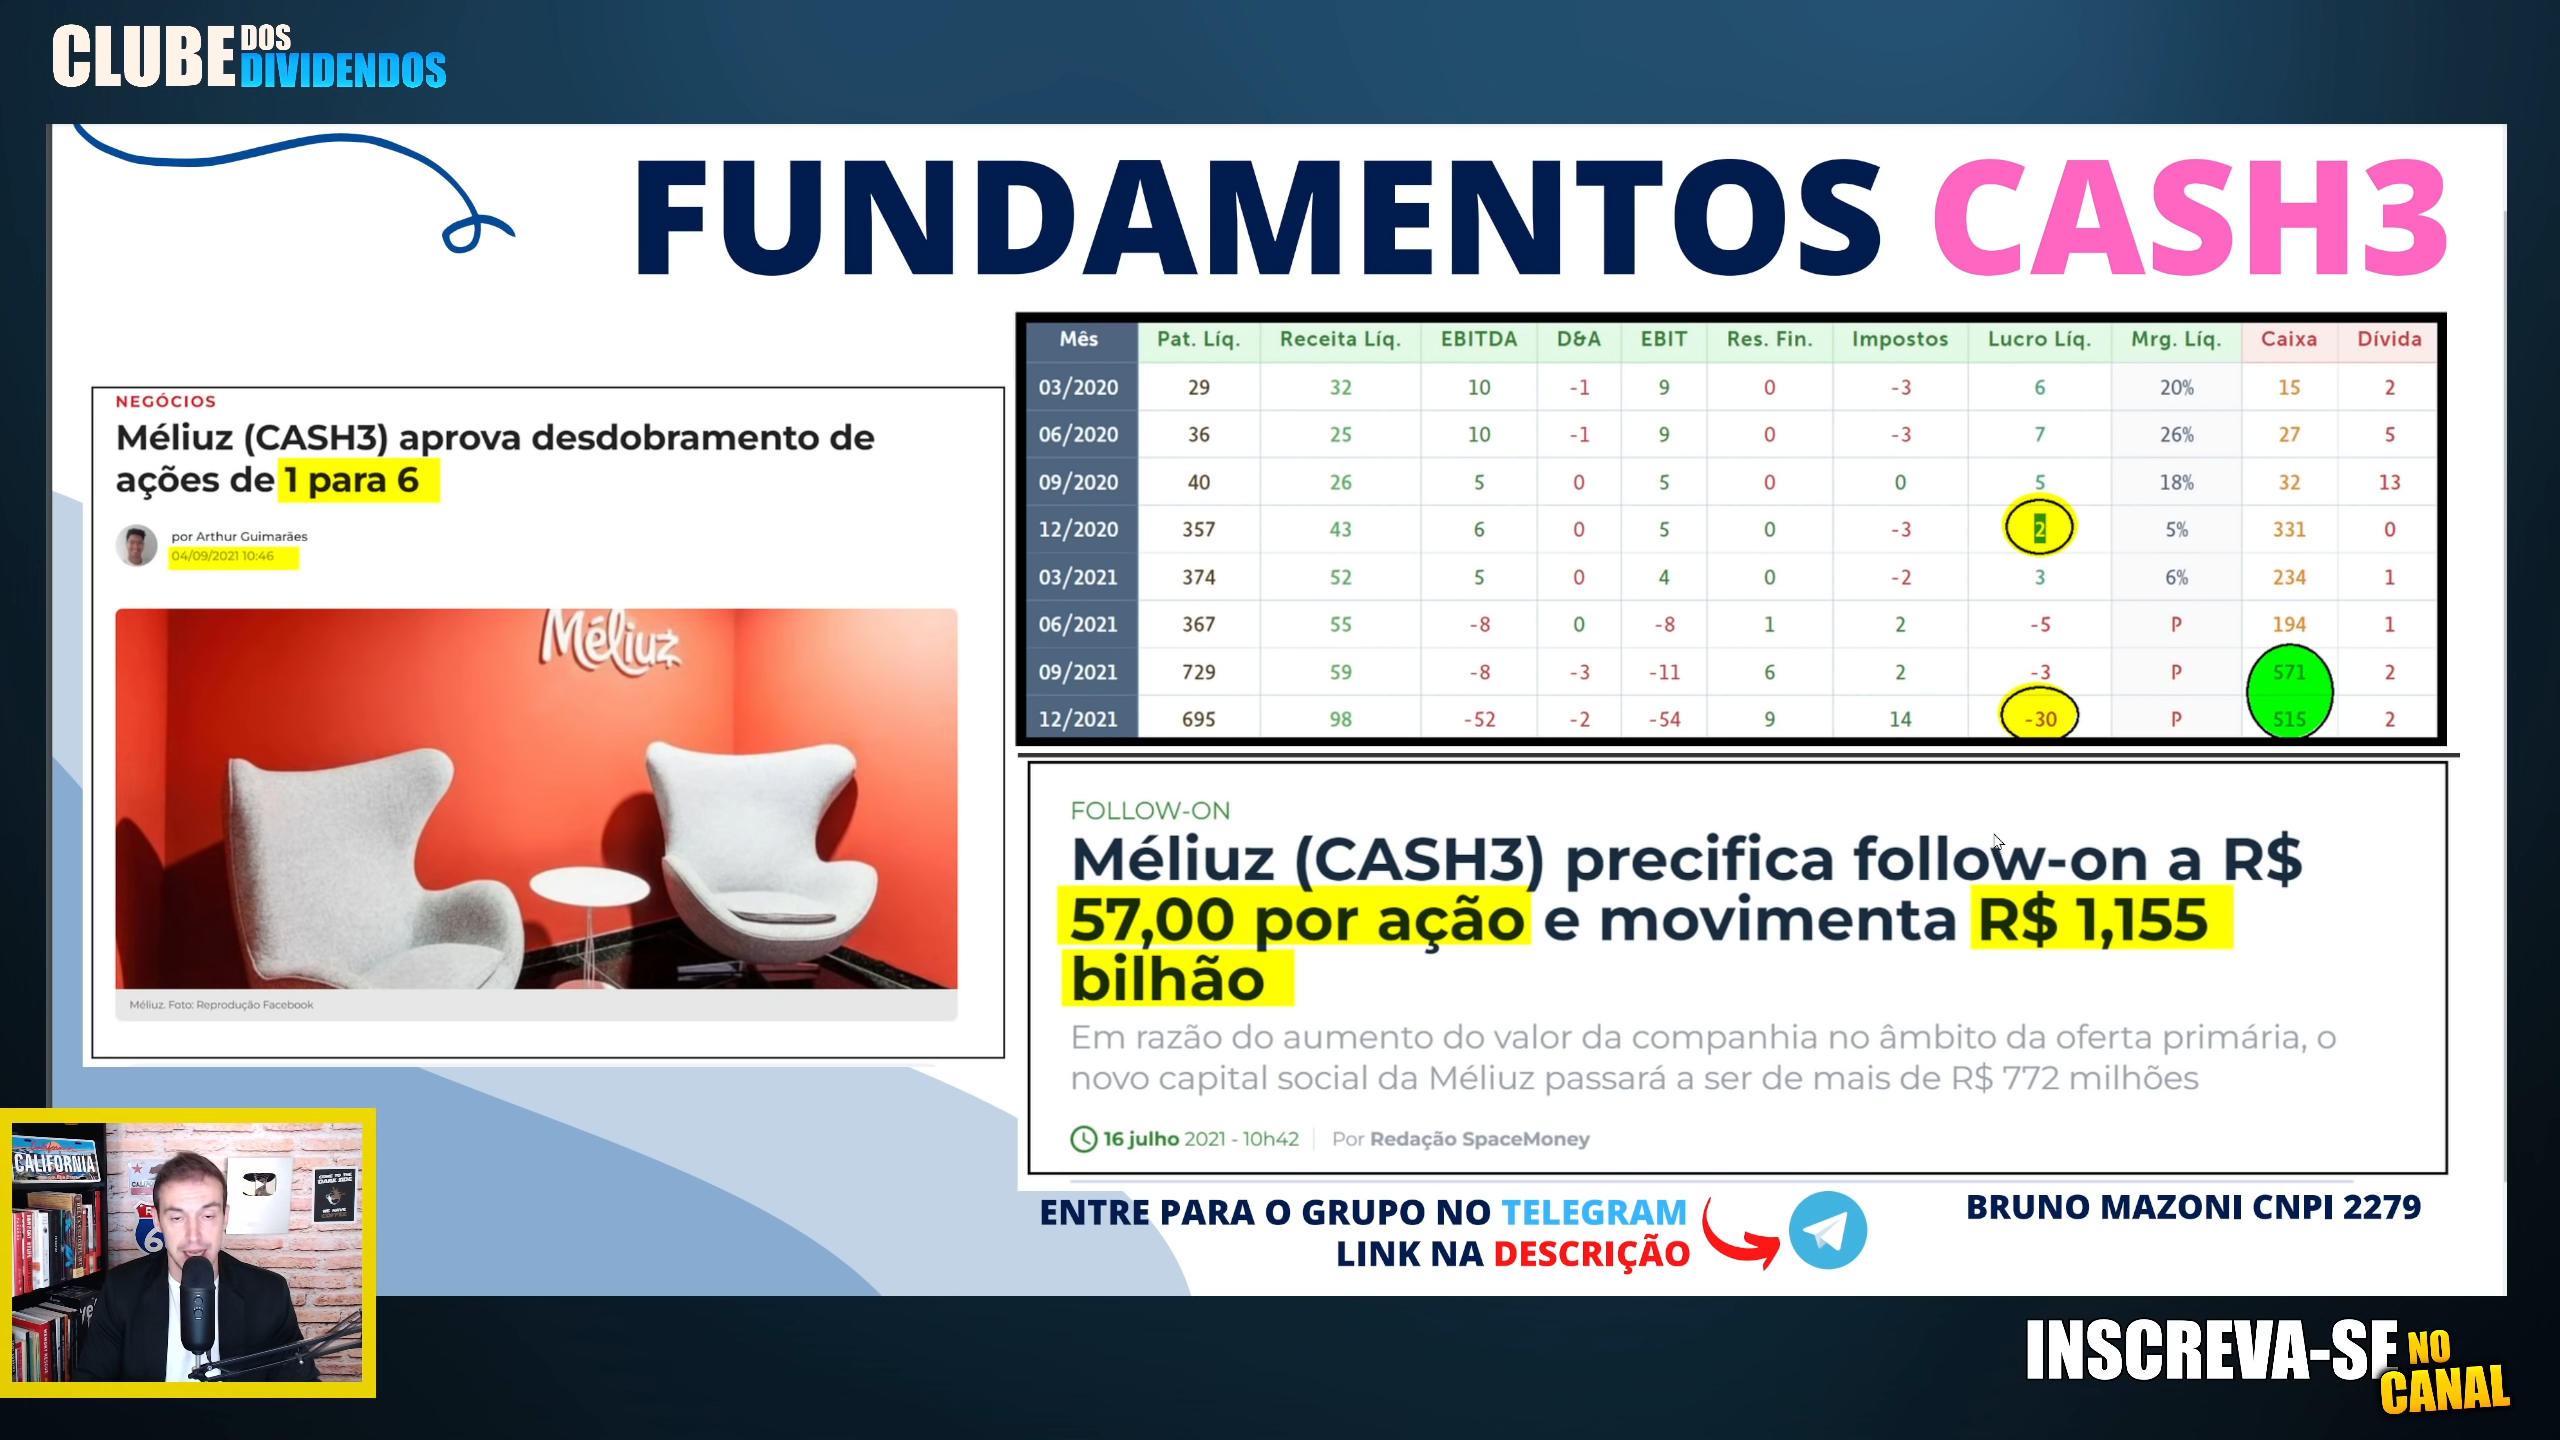 CLUBE DOS DIVIDENDOS
FUNDAMENTOS CASH3
NEGÓCIOS
Méliuz (CASH3) aprova desdobramento de
ações de 1 para 6
por Arthur Guimarães
04/09/2021 10:46
Méliuz
Méliuz. Foto: Reprodução Facebook
Mês Pat. Líq. Receita Líq. EBITDA D&A EBIT Res. Fin. Impostos Lucro Líq. Mrg. Líq. Caixa Dívida
03/2020 29 32 10 -1 9 0 -3 6 20% 15 2
06/2020 36 25 10 -1 9 0 -3 7 26% 27 5
09/2020 40 26 5 0 5 0 0 5 18% 32 13
12/2020 357 43 6 0 5 0 -3 2 5% 331 0
03/2021 374 52 5 0 4 0 -2 3 6% 234 1
06/2021 367 55 -8 0 -8 1 2 -5 P 194 1
09/2021 729 59 -8 -3 -11 6 2 -3 P 571 2
12/2021 695 98 -52 -2 -54 9 14 -30 P 515 2
FOLLOW-ON
Méliuz (CASH3) precifica follow-on a R$
57,00 por ação e movimenta R$ 1,155
bilhão
Em razão do aumento do valor da companhia no âmbito da oferta primária, o
novo capital social da Méliuz passará a ser de mais de R$ 772 milhões
16 julho 2021 - 10h42 Por Redação SpaceMoney
ENTRE PARA O GRUPO NO TELEGRAM
LINK NA DESCRIÇÃO
BRUNO MAZONI CNPI 2279
CALIFORNIA
INSCREVA-SE NO
CANAL